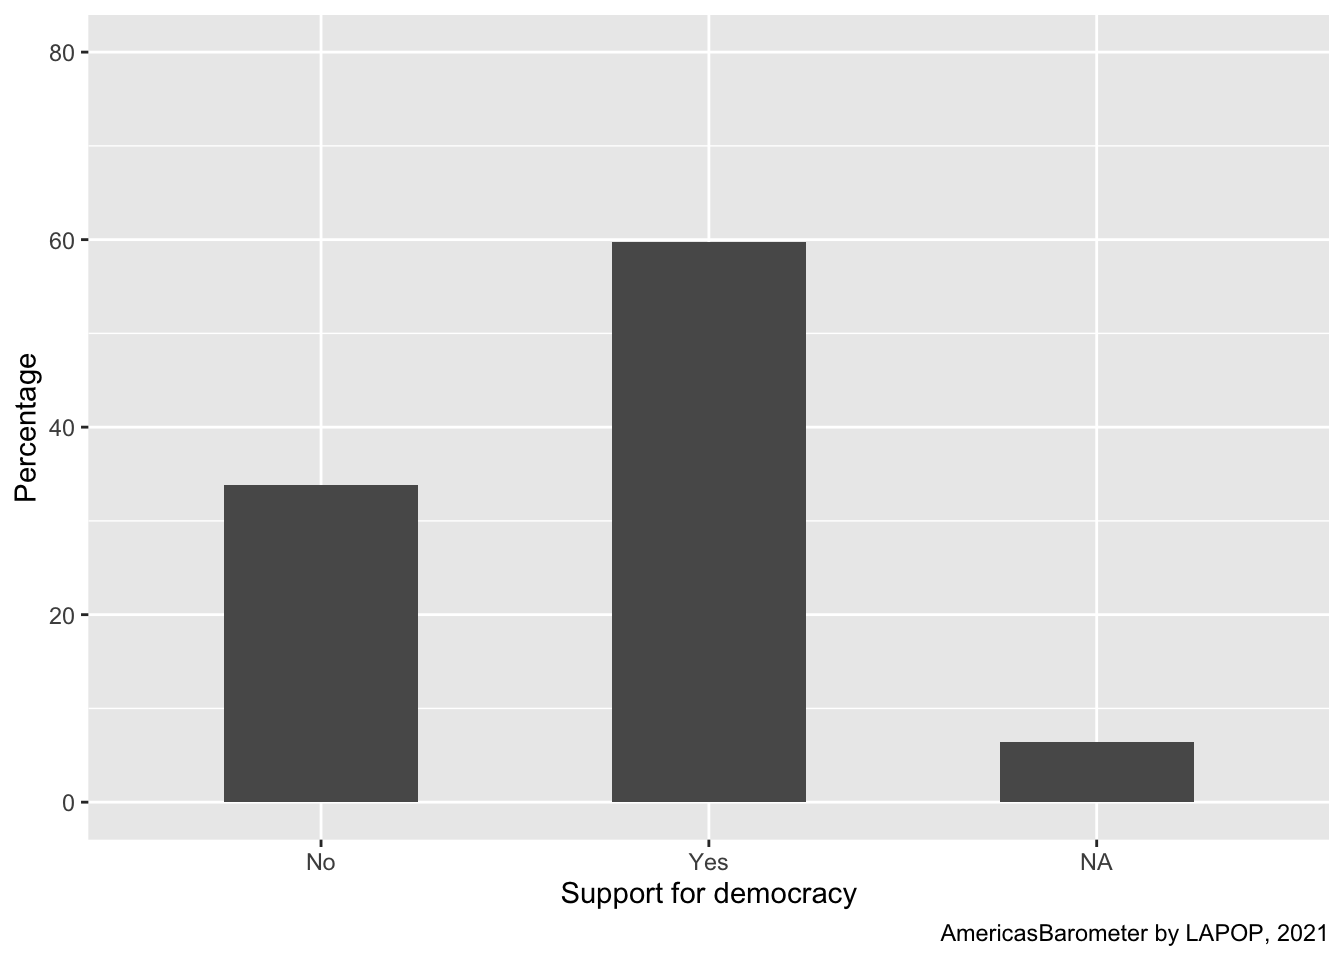 80
60
40
20
0
Percentage
No
Yes
NA
Support for democracy
AmericasBarometer by LAPOP, 2021